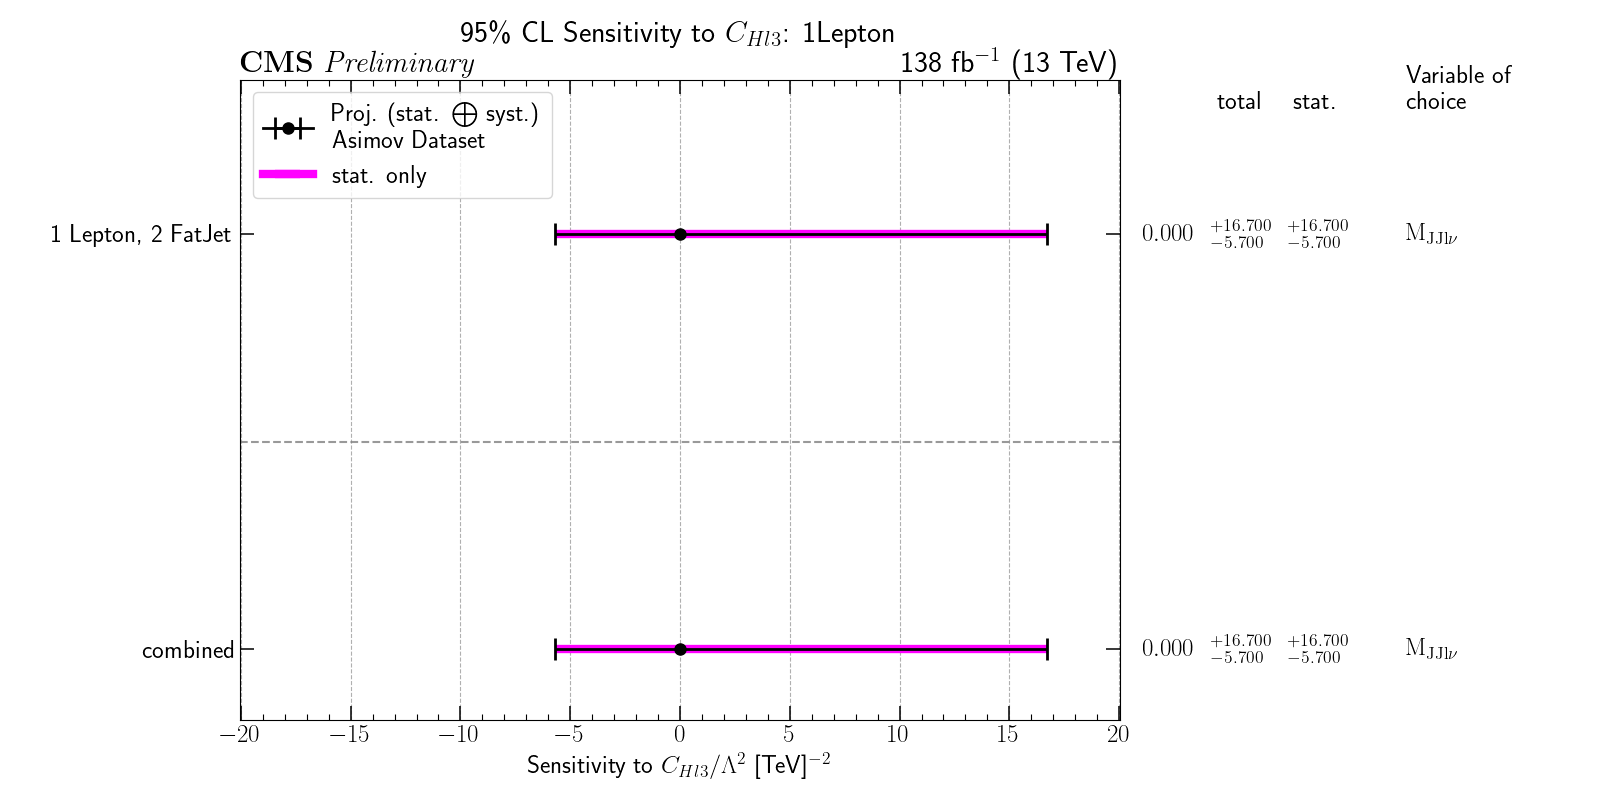 95% CL Sensitivity to C_{Hl3}: 1Lepton
CMS Preliminary
138 fb⁻¹ (13 TeV)
Variable of
choice
total stat.
Proj. (stat. ⨁ syst.)
Asimov Dataset
stat. only
1 Lepton, 2 FatJet
0.000 +16.700 −5.700 +16.700 −5.700 M_{JJlν}
combined
0.000 +16.700 −5.700 +16.700 −5.700 M_{JJlν}
−20 −15 −10 −5 0 5 10 15 20
Sensitivity to C_{Hl3}/Λ² [TeV]⁻²